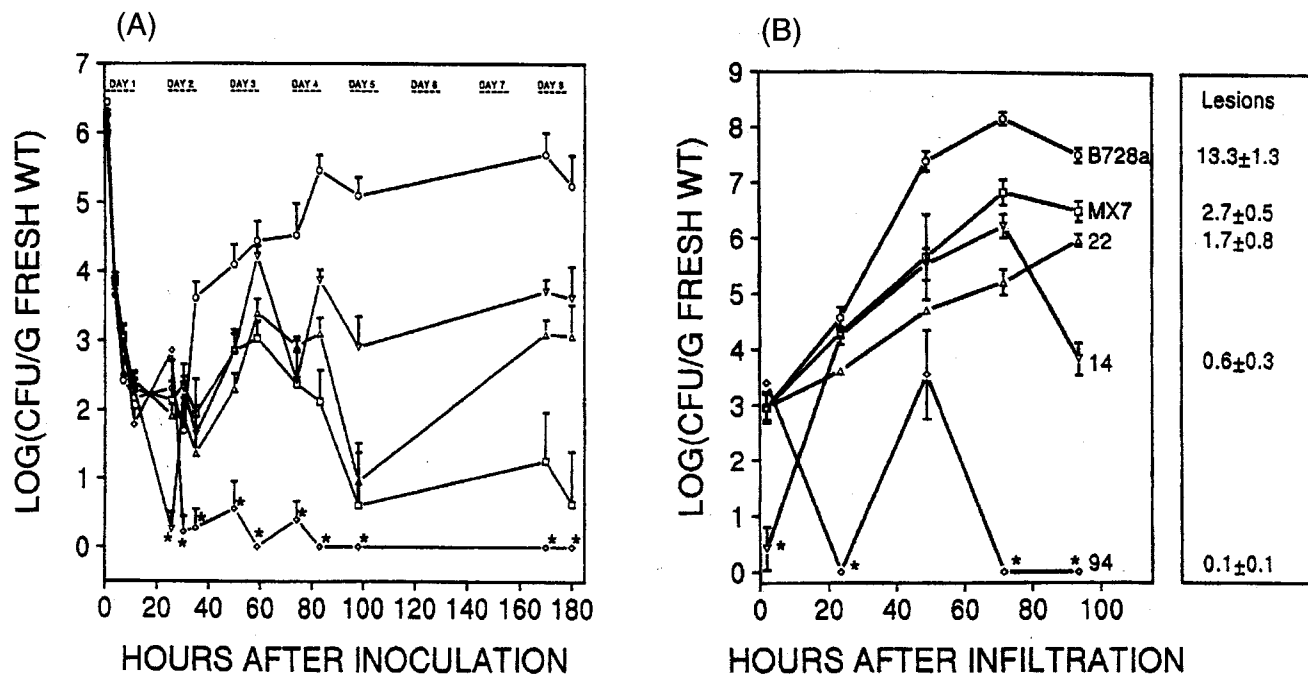 (A)
(B)
DAY 1 DAY 2 DAY 3 DAY 4 DAY 5 DAY 6 DAY 7 DAY 8
LOG(CFU/G FRESH WT)
7
6
5
4
3
2
1
0
0 20 40 60 80 100 120 140 160 180
HOURS AFTER INOCULATION
* * * * * * * * * *
LOG(CFU/G FRESH WT)
9
8
7
6
5
4
3
2
1
0
0 20 40 60 80 100
HOURS AFTER INFILTRATION
B728a
MX7
22
14
94
* * * *
Lesions
13.3±1.3
2.7±0.5
1.7±0.8
0.6±0.3
0.1±0.1